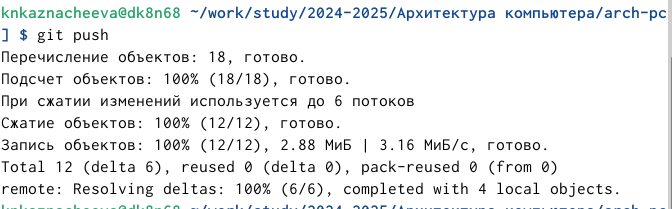 knkaznacheeva@dk8n68 ~/work/study/2024-2025/Архитектура компьютера/arch-pc
] $ git push
Перечисление объектов: 18, готово.
Подсчет объектов: 100% (18/18), готово.
При сжатии изменений используется до 6 потоков
Сжатие объектов: 100% (12/12), готово.
Запись объектов: 100% (12/12), 2.88 МиБ | 3.16 МиБ/с, готово.
Total 12 (delta 6), reused 0 (delta 0), pack-reused 0 (from 0)
remote: Resolving deltas: 100% (6/6), completed with 4 local objects.